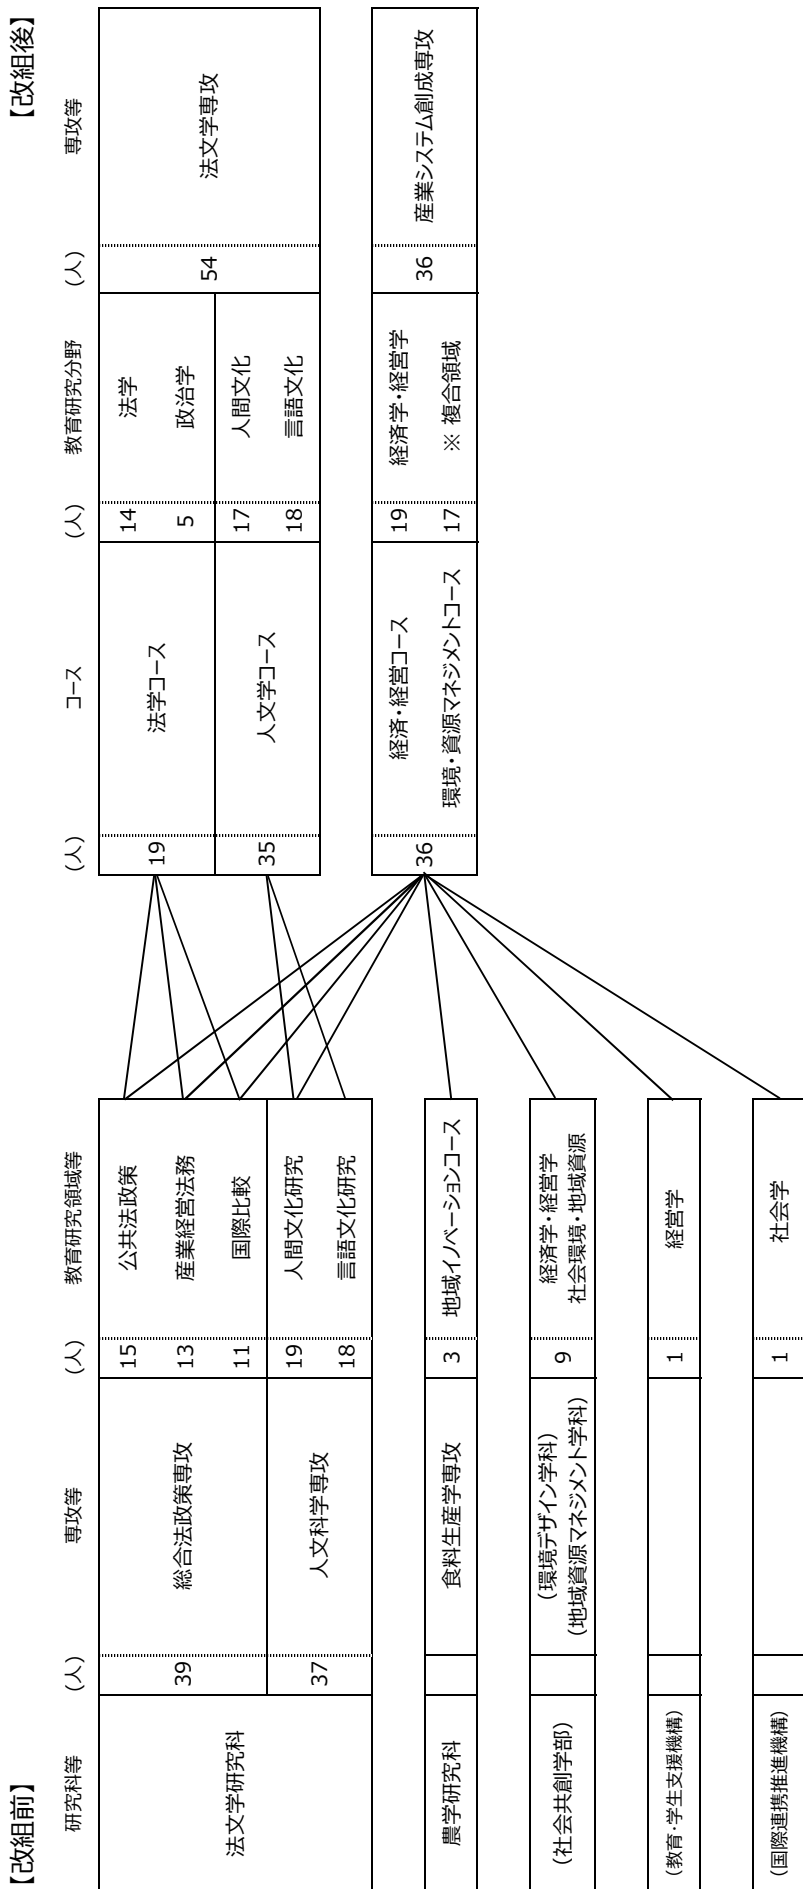 【改組前】
研究科等
(人)
専攻等
(人)
教育研究領域等
法文学研究科
39
総合法政策専攻
15
公共法政策
13
産業経営法務
11
国際比較
37
人文科学専攻
19
人間文化研究
18
言語文化研究
農学研究科
食料生産学専攻
3
地域イノベーションコース
(社会共創学部)
(環境デザイン学科)
(地域資源マネジメント学科)
9
経済学・経営学
社会環境・地域資源
(教育・学生支援機構)
1
経営学
(国際連携推進機構)
1
社会学
【改組後】
(人)
コース
(人)
教育研究分野
(人)
専攻等
19
法学コース
14
法学
5
政治学
35
人文学コース
17
人間文化
18
言語文化
54
法文学専攻
36
経済・経営コース
19
経済学・経営学
環境・資源マネジメントコース
17
※ 複合領域
36
産業システム創成専攻